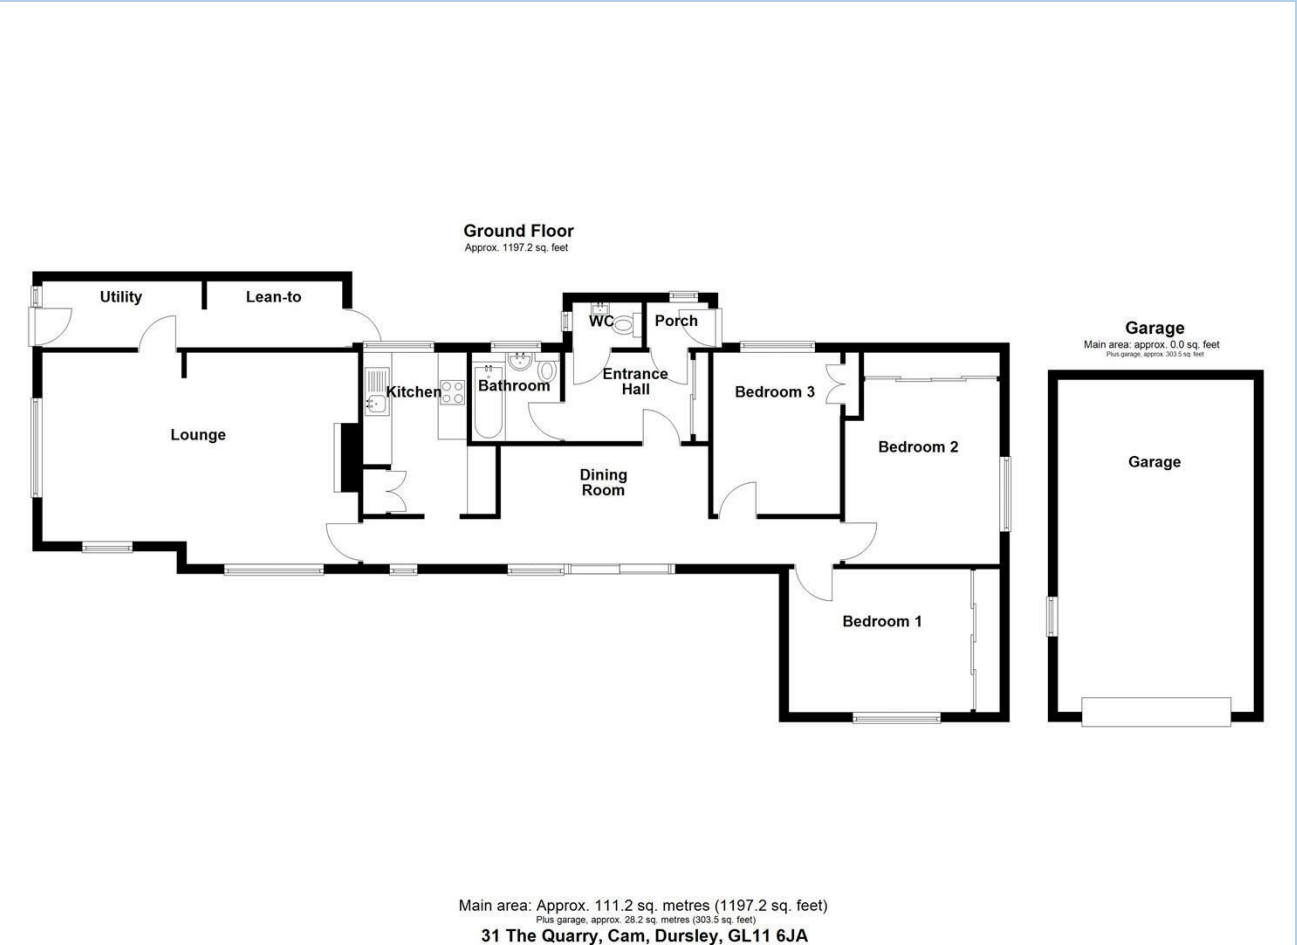 Ground Floor
Approx. 1197.2 sq. feet
Utility
Lean-to
WC
Porch
Kitchen
Bathroom
Entrance
Hall
Bedroom 3
Lounge
Dining
Room
Bedroom 2
Bedroom 1
Garage
Main area: approx. 0.0 sq. feet
Plus garage, approx. 303.5 sq. feet
Garage
Main area: Approx. 111.2 sq. metres (1197.2 sq. feet)
Plus garage, approx. 28.2 sq. metres (303.5 sq. feet)
31 The Quarry, Cam, Dursley, GL11 6JA